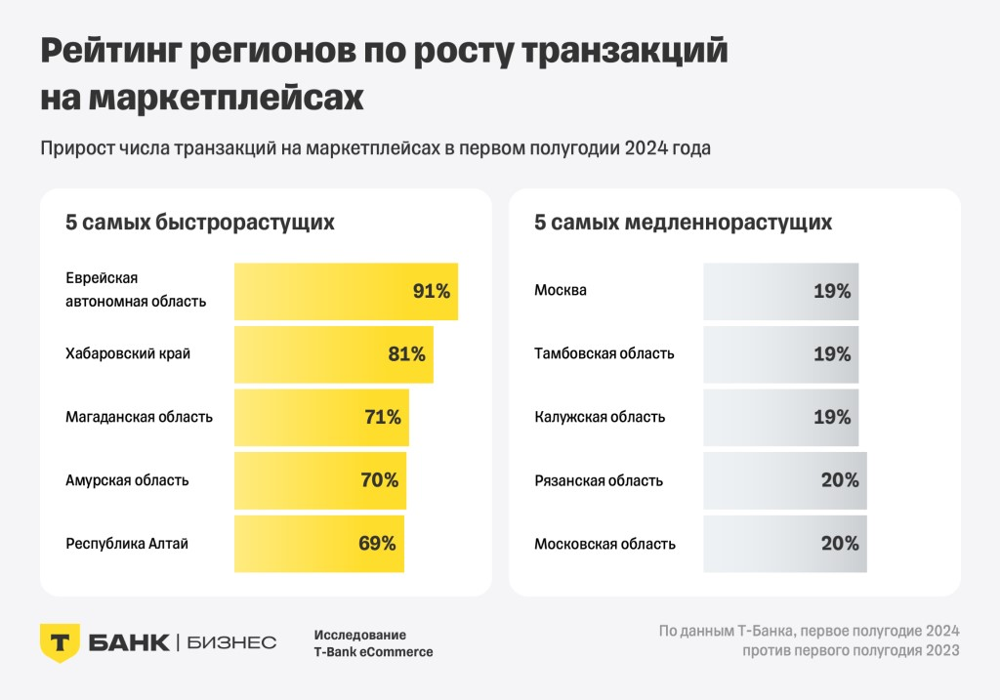 Рейтинг регионов по росту транзакций
на маркетплейсах
Прирост числа транзакций на маркетплейсах в первом полугодии 2024 года
5 самых быстрорастущих
Еврейская
автономная область
91%
Хабаровский край
81%
Магаданская область
71%
Амурская область
70%
Республика Алтай
69%
5 самых медленнорастущих
Москва
19%
Тамбовская область
19%
Калужская область
19%
Рязанская область
20%
Московская область
20%
Т БАНК | БИЗНЕС
Исследование
T-Bank eCommerce
По данным Т-Банка, первое полугодие 2024
против первого полугодия 2023